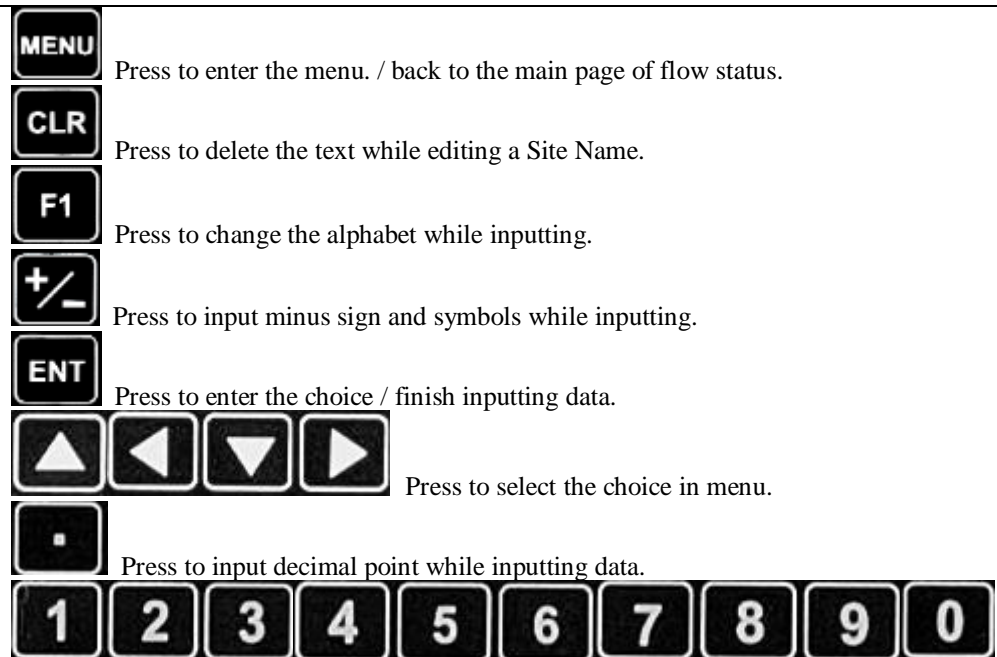 MENU Press to enter the menu. / back to the main page of flow status.
CLR Press to delete the text while editing a Site Name.
F1 Press to change the alphabet while inputting.
+/- Press to input minus sign and symbols while inputting.
ENT Press to enter the choice / finish inputting data.
Press to select the choice in menu.
. Press to input decimal point while inputting data.
1 2 3 4 5 6 7 8 9 0